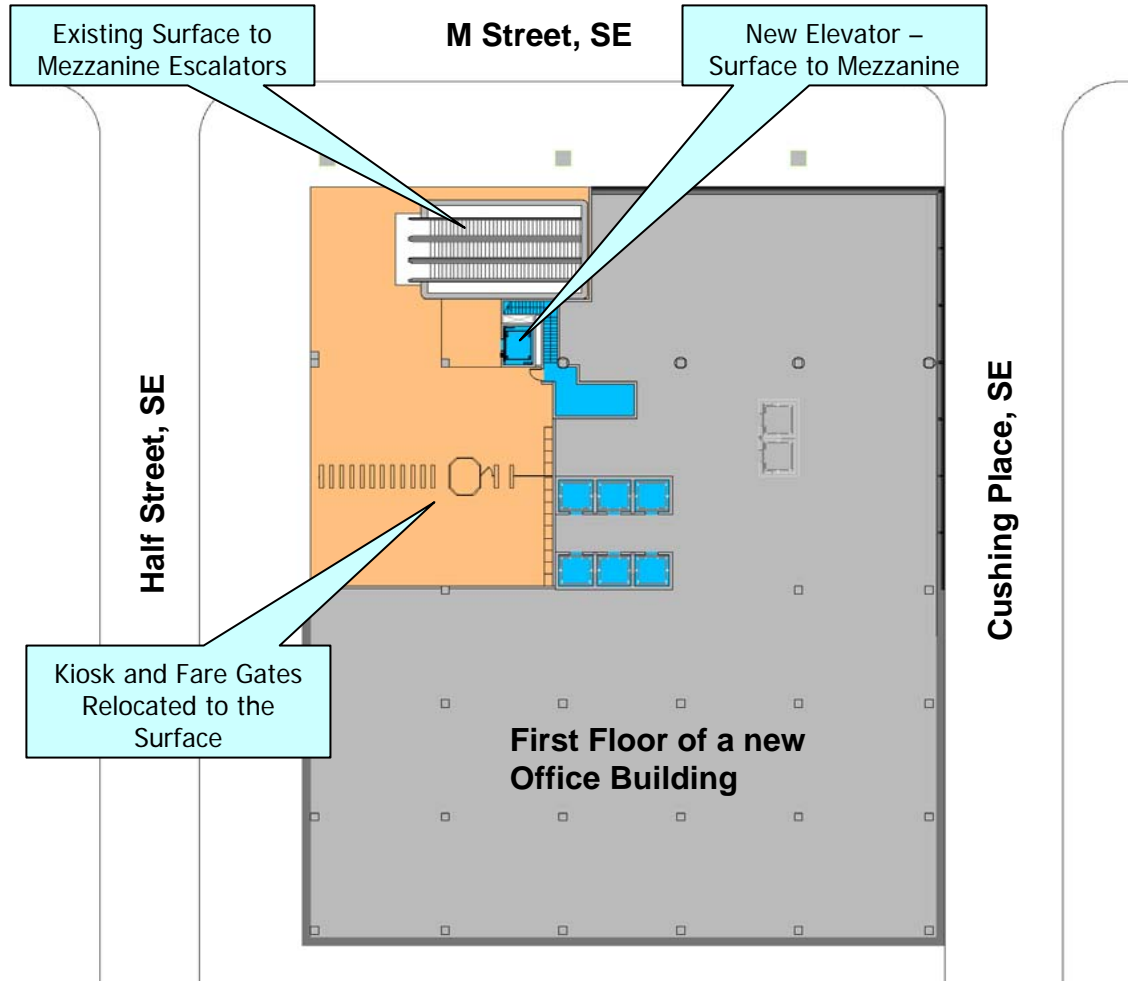 Existing Surface to
Mezzanine Escalators
M Street, SE
New Elevator –
Surface to Mezzanine
Half Street, SE
Cushing Place, SE
Kiosk and Fare Gates
Relocated to the
Surface
First Floor of a new
Office Building